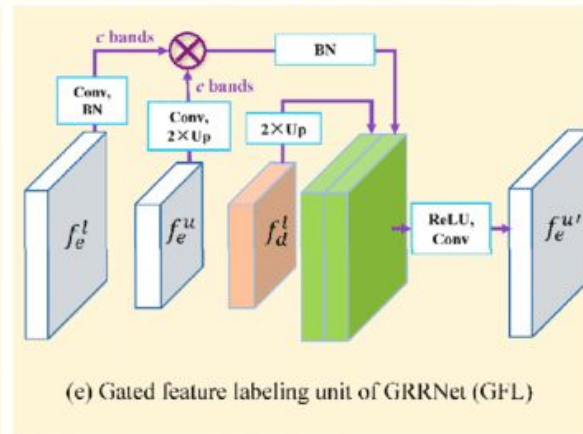 c bands
BN
c bands
Conv,
BN
Conv,
2×Up
2×Up
f_e^l
f_e^u
f_d^l
ReLU,
Conv
f_e^{u'}
(e) Gated feature labeling unit of GRRNet (GFL)